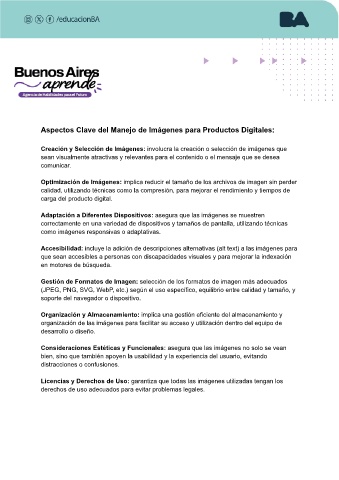 /educacionBA
BA
Buenos Aires
aprende
Agencia de Habilidades para el Futuro
Aspectos Clave del Manejo de Imágenes para Productos Digitales:
Creación y Selección de Imágenes: involucra la creación o selección de imágenes que
sean visualmente atractivas y relevantes para el contenido o el mensaje que se desea
comunicar.
Optimización de Imágenes: implica reducir el tamaño de los archivos de imagen sin perder
calidad, utilizando técnicas como la compresión, para mejorar el rendimiento y tiempos de
carga del producto digital.
Adaptación a Diferentes Dispositivos: asegura que las imágenes se muestren
correctamente en una variedad de dispositivos y tamaños de pantalla, utilizando técnicas
como imágenes responsivas o adaptativas.
Accesibilidad: incluye la adición de descripciones alternativas (alt text) a las imágenes para
que sean accesibles a personas con discapacidades visuales y para mejorar la indexación
en motores de búsqueda.
Gestión de Formatos de Imagen: selección de los formatos de imagen más adecuados
(JPEG, PNG, SVG, WebP, etc.) según el uso específico, equilibrio entre calidad y tamaño, y
soporte del navegador o dispositivo.
Organización y Almacenamiento: implica una gestión eficiente del almacenamiento y
organización de las imágenes para facilitar su acceso y utilización dentro del equipo de
desarrollo o diseño.
Consideraciones Estéticas y Funcionales: asegura que las imágenes no solo se vean
bien, sino que también apoyen la usabilidad y la experiencia del usuario, evitando
distracciones o confusiones.
Licencias y Derechos de Uso: garantiza que todas las imágenes utilizadas tengan los
derechos de uso adecuados para evitar problemas legales.